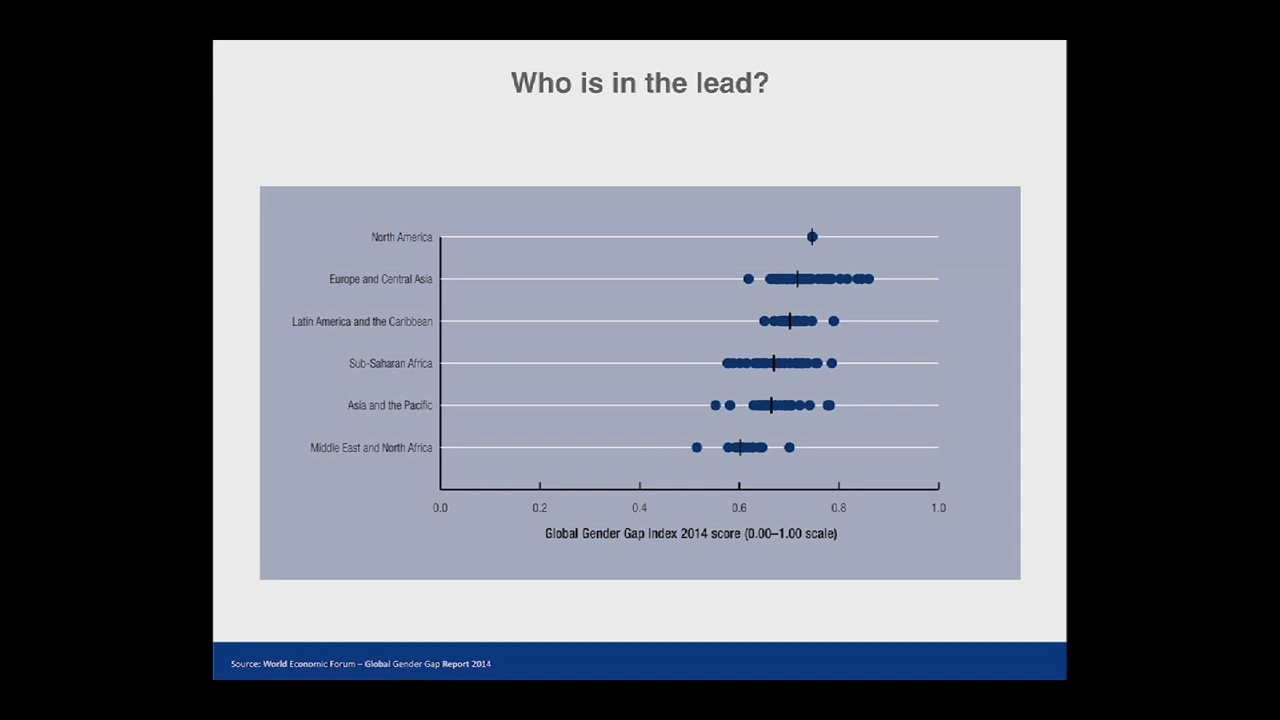 Who is in the lead?
North America
Europe and Central Asia
Latin America and the Caribbean
Sub-Saharan Africa
Asia and the Pacific
Middle East and North Africa
0.0 0.2 0.4 0.6 0.8 1.0
Global Gender Gap Index 2014 score (0.00–1.00 scale)
Source: World Economic Forum – Global Gender Gap Report 2014